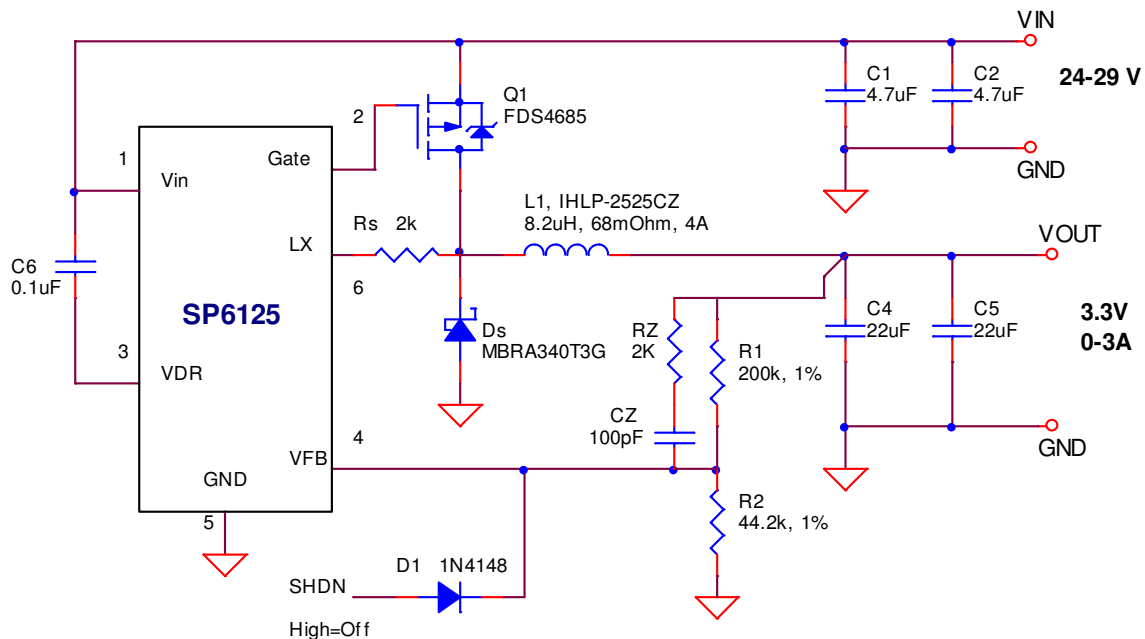 VIN
24-29 V
C1
4.7uF
C2
4.7uF
GND
Q1
FDS4685
2
1
Gate
Vin
L1, IHLP-2525CZ
8.2uH, 68mOhm, 4A
Rs 2k
LX
6
VOUT
C6
0.1uF
SP6125
Ds
MBRA340T3G
RZ
2K
R1
200k, 1%
C4
22uF
C5
22uF
3.3V
0-3A
3
VDR
CZ
100pF
4
VFB
GND
GND
5
R2
44.2k, 1%
D1 1N4148
SHDN
High=Off